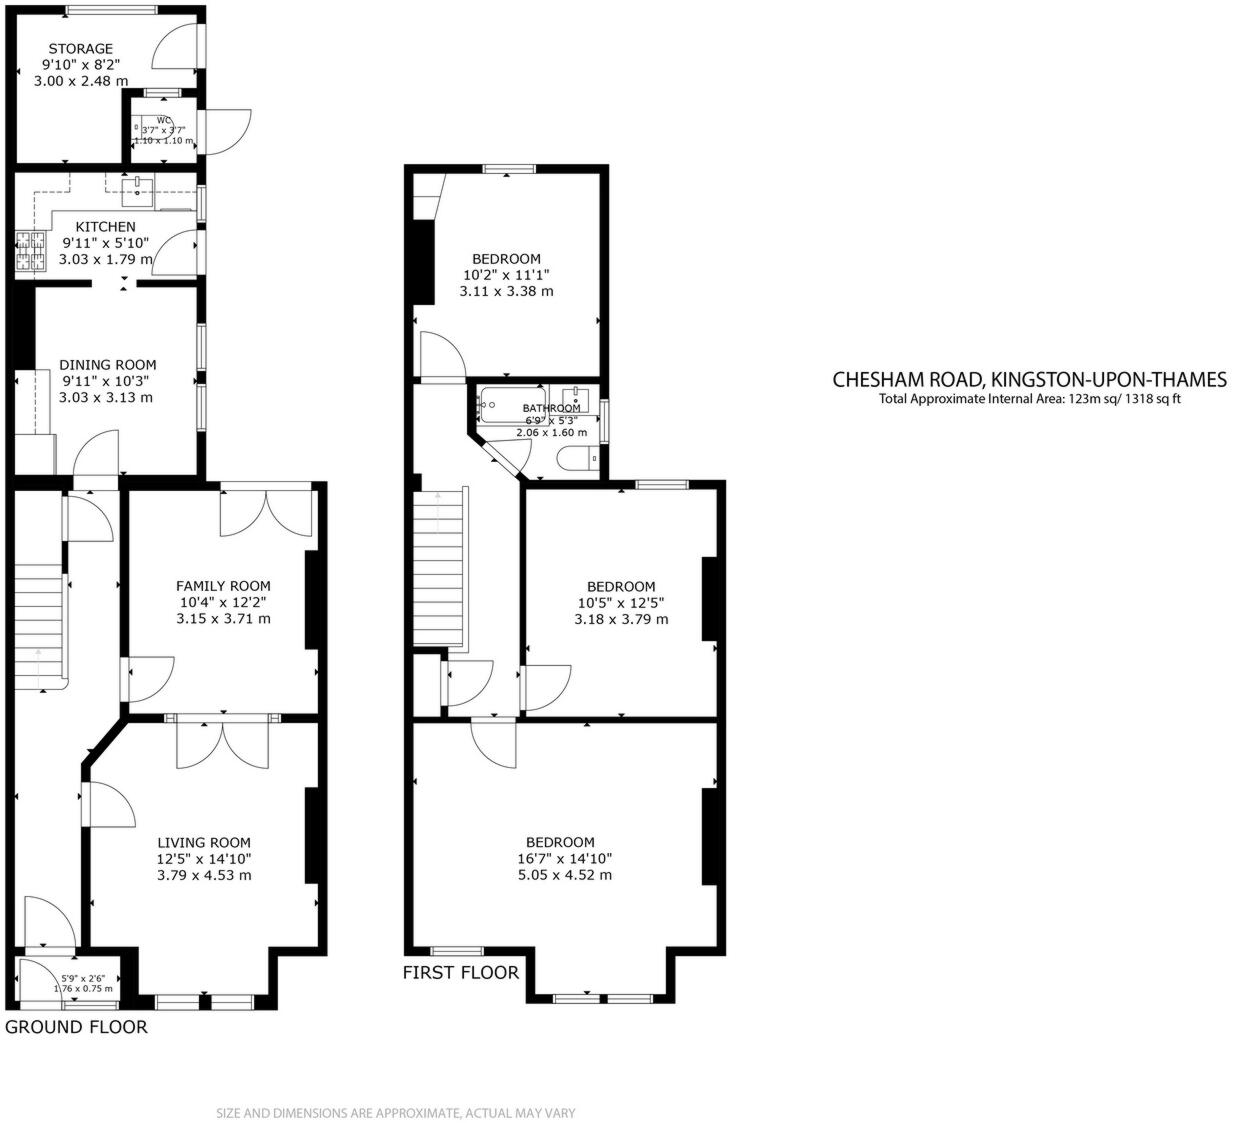 STORAGE
9'10" x 8'2"
3.00 x 2.48 m
WC
3'7" x 3'7"
1.10 x 1.10 m
KITCHEN
9'11" x 5'10"
3.03 x 1.79 m
DINING ROOM
9'11" x 10'3"
3.03 x 3.13 m
FAMILY ROOM
10'4" x 12'2"
3.15 x 3.71 m
LIVING ROOM
12'5" x 14'10"
3.79 x 4.53 m
5'9" x 2'6"
1.76 x 0.75 m
GROUND FLOOR
BEDROOM
10'2" x 11'1"
3.11 x 3.38 m
BATHROOM
6'9" x 5'3"
2.06 x 1.60 m
BEDROOM
10'5" x 12'5"
3.18 x 3.79 m
BEDROOM
16'7" x 14'10"
5.05 x 4.52 m
FIRST FLOOR
CHESHAM ROAD, KINGSTON-UPON-THAMES
Total Approximate Internal Area: 123m sq/ 1318 sq ft
SIZE AND DIMENSIONS ARE APPROXIMATE, ACTUAL MAY VARY